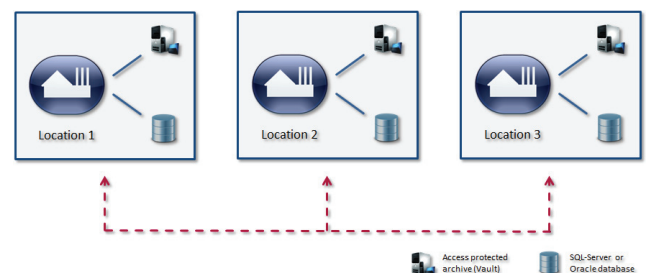 Location 1
Location 2
Location 3
Access protected
archive (Vault)
SQL-Server or
Oracle database